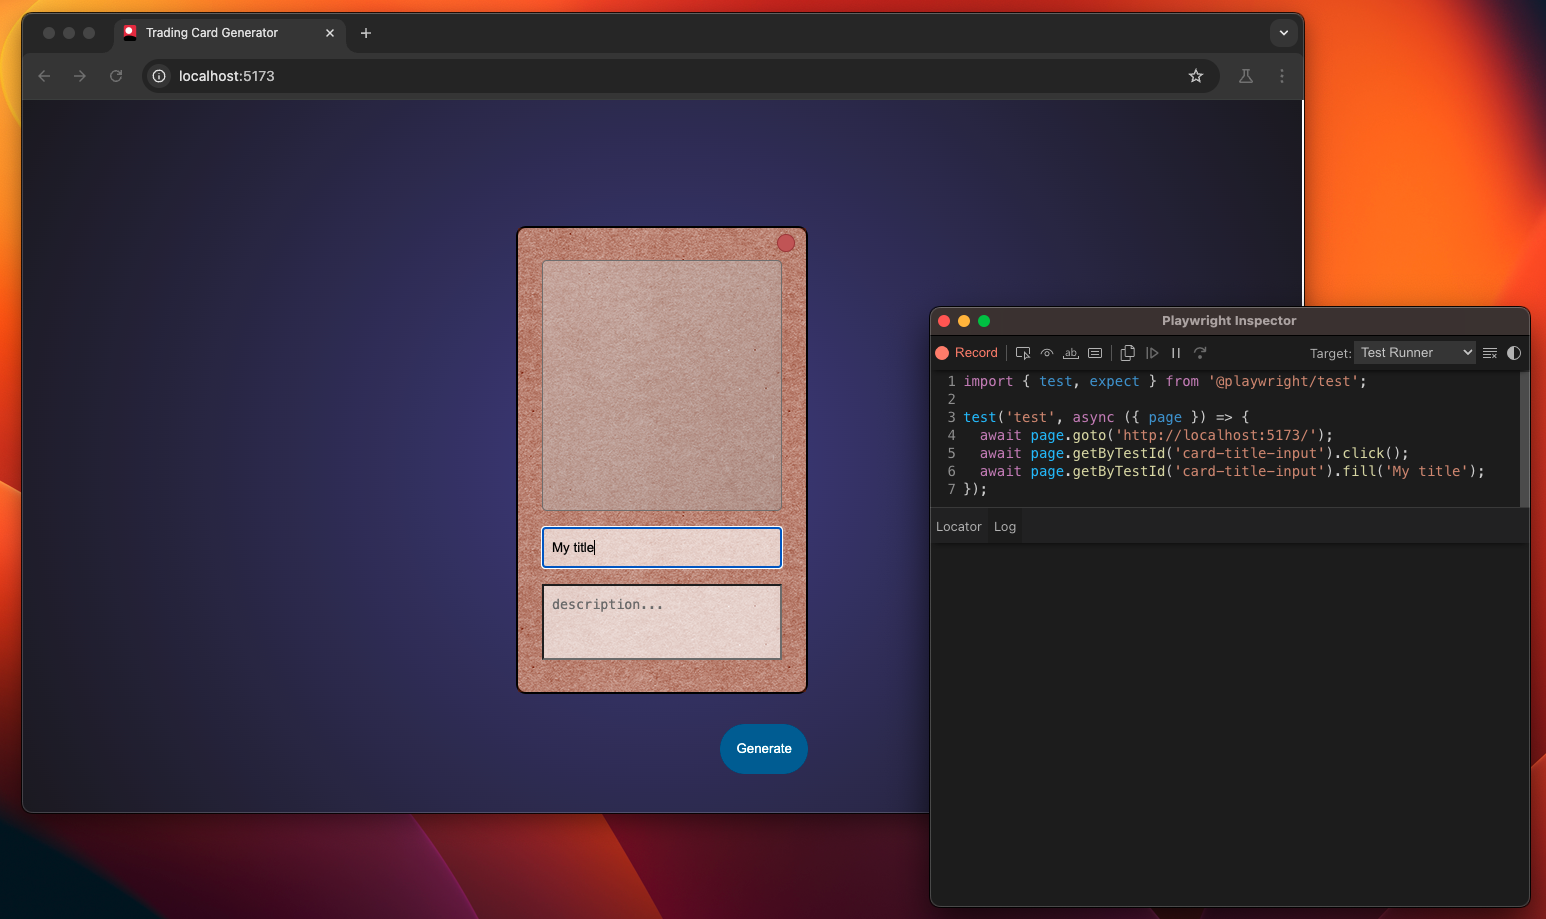 Trading Card Generator
localhost:5173
My title
description...
Generate
Playwright Inspector
Record
ab
Target: Test Runner
1 import { test, expect } from '@playwright/test';
2
3 test('test', async ({ page }) => {
4   await page.goto('http://localhost:5173/');
5   await page.getByTestId('card-title-input').click();
6   await page.getByTestId('card-title-input').fill('My title');
7 });
Locator Log